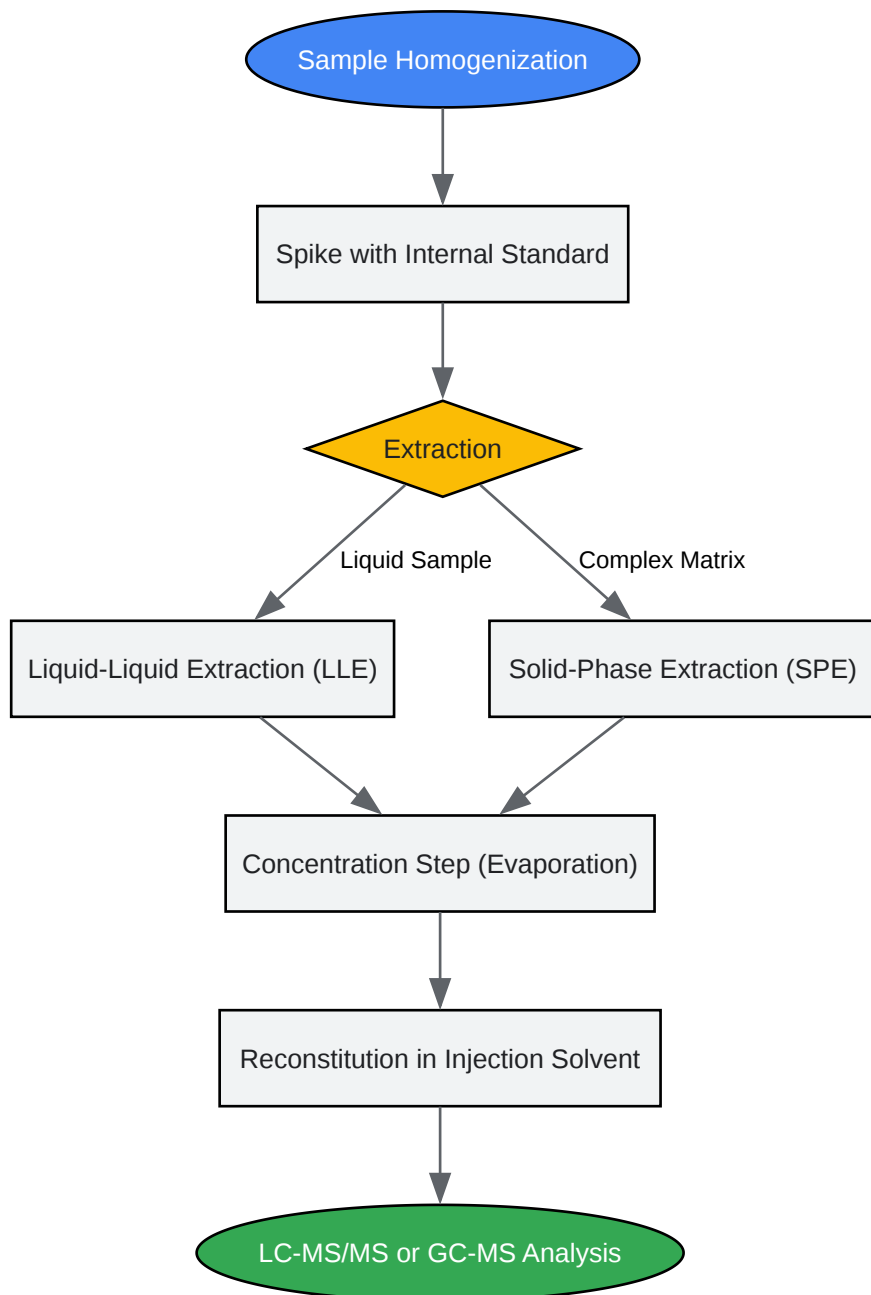 Sample Homogenization
Spike with Internal Standard
Extraction
Liquid Sample
Complex Matrix
Liquid-Liquid Extraction (LLE)
Solid-Phase Extraction (SPE)
Concentration Step (Evaporation)
Reconstitution in Injection Solvent
LC-MS/MS or GC-MS Analysis